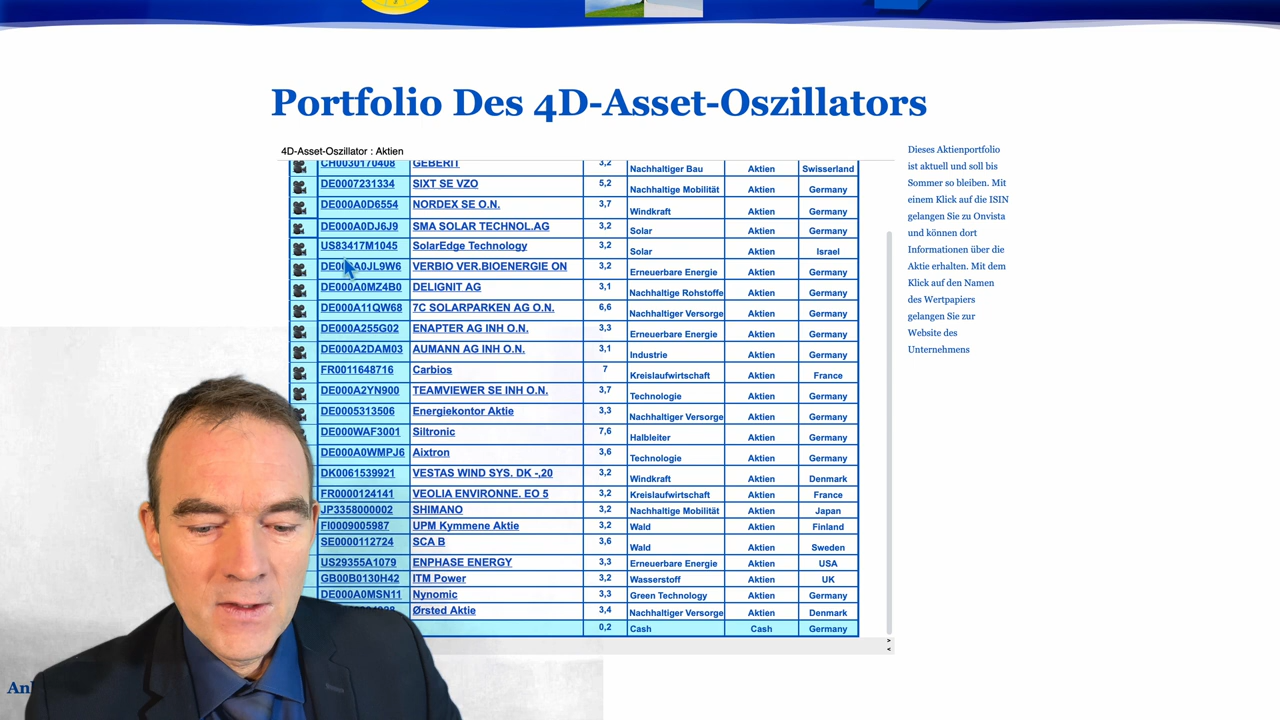 Portfolio Des 4D-Asset-Oszillators
4D-Asset-Oszillator : Aktien
CH0030170408 GEBERIT 3,2 Nachhaltiger Bau Aktien Swisserland
DE0007231334 SIXT SE VZO 5,2 Nachhaltige Mobilität Aktien Germany
DE000A0D6554 NORDEX SE O.N. 3,7 Windkraft Aktien Germany
DE000A0DJ6J9 SMA SOLAR TECHNOL.AG 3,2 Solar Aktien Germany
US83417M1045 SolarEdge Technology 3,2 Solar Aktien Israel
DE000A0JL9W6 VERBIO VER.BIOENERGIE ON 3,2 Erneuerbare Energie Aktien Germany
DE000A0MZ4B0 DELIGNIT AG 3,1 Nachhaltige Rohstoffe Aktien Germany
DE000A11QW68 7C SOLARPARKEN AG O.N. 6,6 Nachhaltiger Versorge Aktien Germany
DE000A255G02 ENAPTER AG INH O.N. 3,3 Erneuerbare Energie Aktien Germany
DE000A2DAM03 AUMANN AG INH O.N. 3,1 Industrie Aktien Germany
FR0011648716 Carbios 7 Kreislaufwirtschaft Aktien France
DE000A2YN900 TEAMVIEWER SE INH O.N. 3,7 Technologie Aktien Germany
DE0005313506 Energiekontor Aktie 3,3 Nachhaltiger Versorge Aktien Germany
DE000WAF3001 Siltronic 7,6 Halbleiter Aktien Germany
DE000A0WMPJ6 Aixtron 3,6 Technologie Aktien Germany
DK0061539921 VESTAS WIND SYS. DK -,20 3,2 Windkraft Aktien Denmark
FR0000124141 VEOLIA ENVIRONNE. EO 5 3,2 Kreislaufwirtschaft Aktien France
JP3358000002 SHIMANO 3,2 Nachhaltige Mobilität Aktien Japan
FI0009005987 UPM Kymmene Aktie 3,2 Wald Aktien Finland
SE0000112724 SCA B 3,6 Wald Aktien Sweden
US29355A1079 ENPHASE ENERGY 3,3 Erneuerbare Energie Aktien USA
GB00B0130H42 ITM Power 3,2 Wasserstoff Aktien UK
DE000A0MSN11 Nynomic 3,3 Green Technology Aktien Germany
Ørsted Aktie 3,4 Nachhaltiger Versorge Aktien Denmark
0,2 Cash Cash Germany
Dieses Aktienportfolio
ist aktuell und soll bis
Sommer so bleiben. Mit
einem Klick auf die ISIN
gelangen Sie zu Onvista
und können dort
Informationen über die
Aktie erhalten. Mit dem
Klick auf den Namen
des Wertpapiers
gelangen Sie zur
Website des
Unternehmens